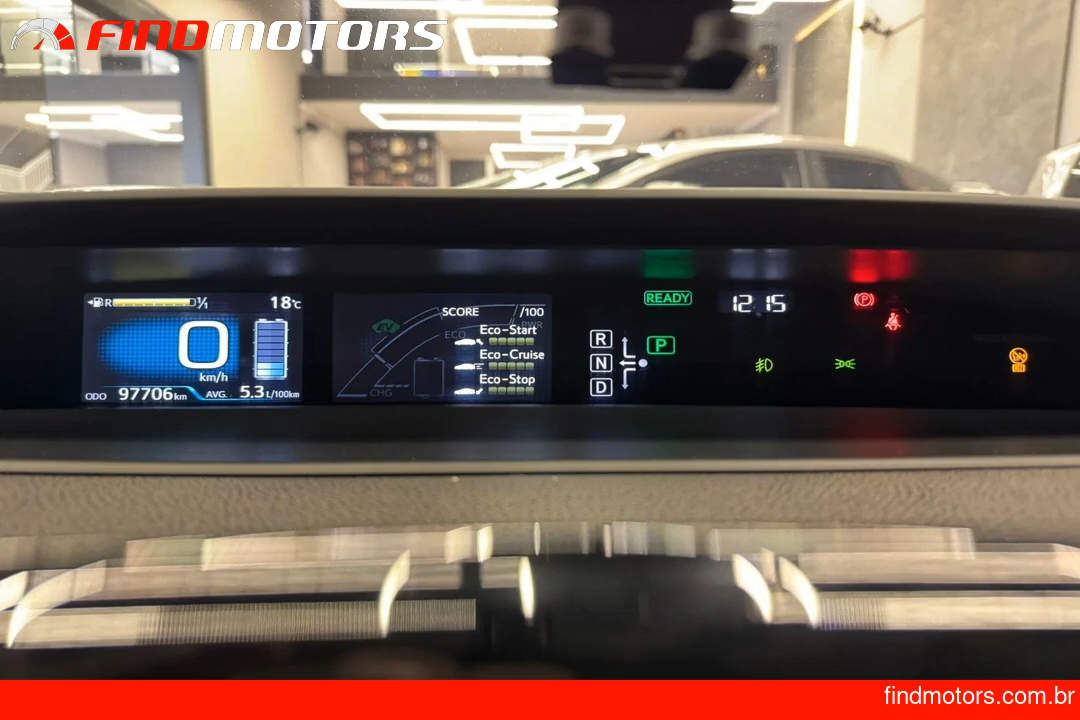 FINDMOTORS
R 1/1 18°C
0
km/h
ODO 97706 km AVG. 5.3 L/100km
SCORE /100
EV ECO PWR
Eco-Start
Eco-Cruise
Eco-Stop
CHG
R
N
D
READY
P
12:15
(P)
findmotors.com.br